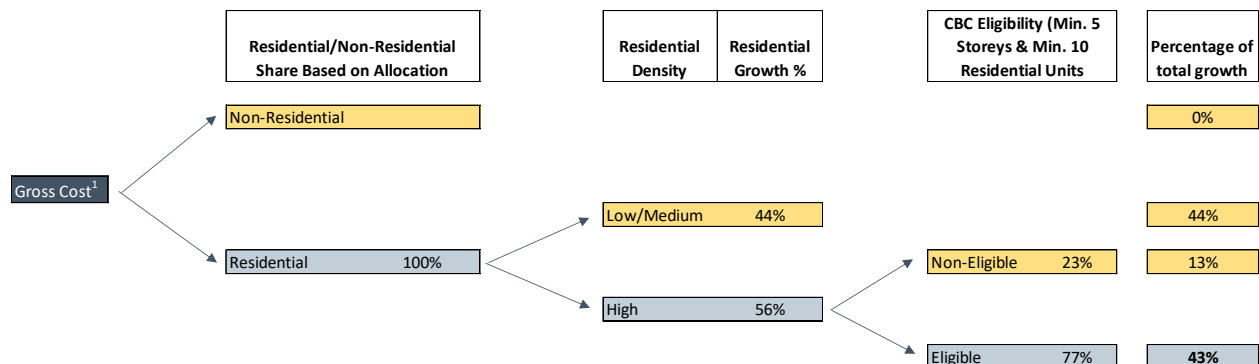 Residential/Non-Residential
Share Based on Allocation
Residential
Density
Residential
Growth %
CBC Eligibility (Min. 5
Storeys & Min. 10
Residential Units
Percentage of
total growth
Non-Residential
0%
Gross Cost¹
Low/Medium 44%
44%
Residential 100%
Non-Eligible 23%
13%
High 56%
Eligible 77%
43%